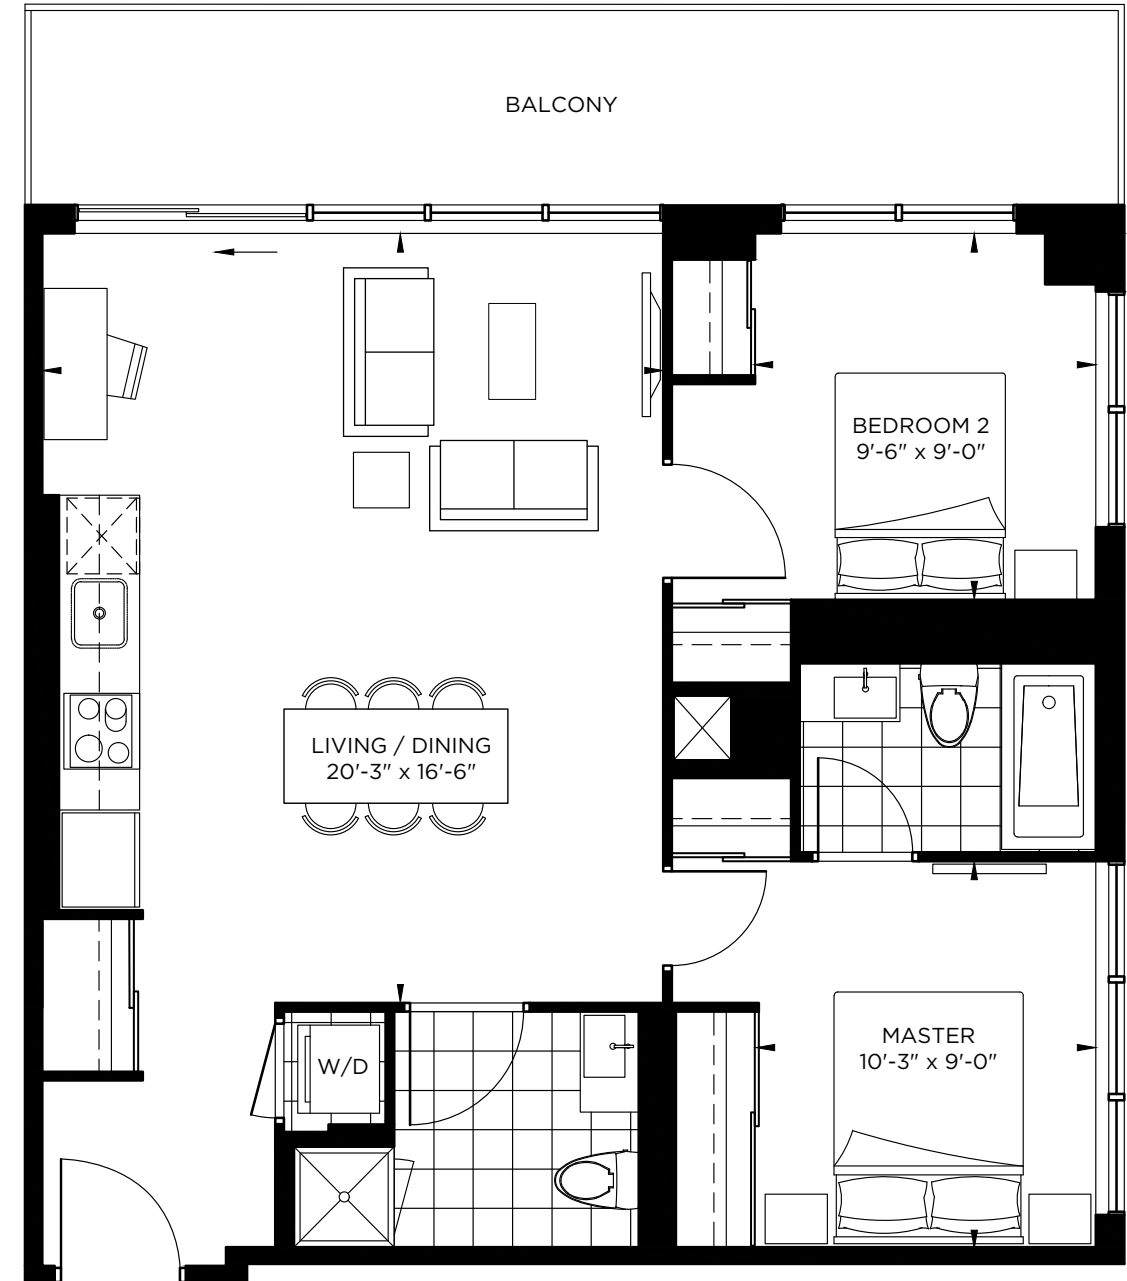 BALCONY
BEDROOM 2
9'-6" x 9'-0"
LIVING / DINING
20'-3" x 16'-6"
MASTER
10'-3" x 9'-0"
W/D